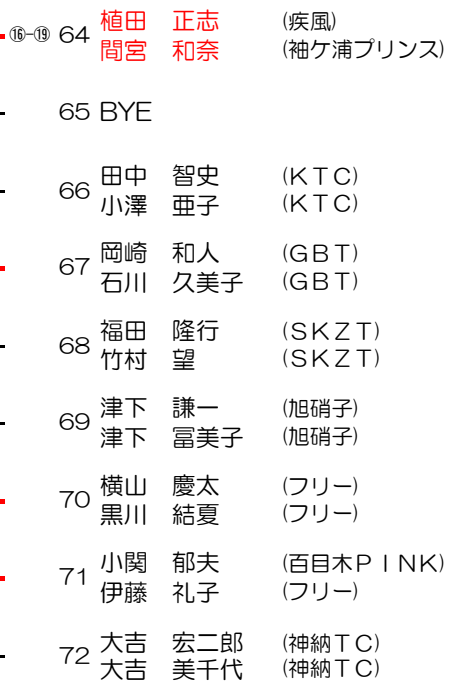 ⑯-⑲ 64 植田 正志 (疾風)
間宮 和奈 (袖ケ浦プリンス)
65 BYE
66 田中 智史 (KTC)
小澤 亜子 (KTC)
67 岡崎 和人 (GBT)
石川 久美子 (GBT)
68 福田 隆行 (SKZT)
竹村 望 (SKZT)
69 津下 謙一 (旭硝子)
津下 冨美子 (旭硝子)
70 横山 慶太 (フリー)
黒川 結夏 (フリー)
71 小関 郁夫 (百目木PINK)
伊藤 礼子 (フリー)
72 大吉 宏二郎 (神納TC)
大吉 美千代 (神納TC)